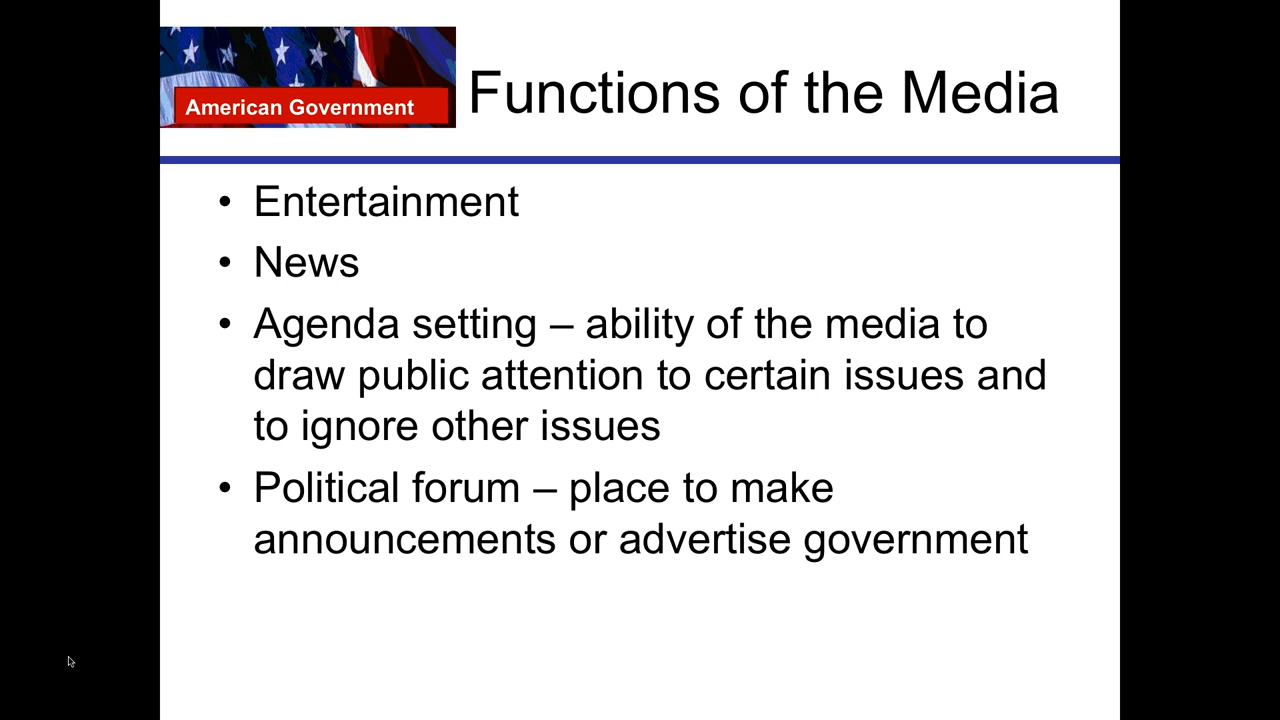 American Government
Functions of the Media
• Entertainment
• News
• Agenda setting – ability of the media to
draw public attention to certain issues and
to ignore other issues
• Political forum – place to make
announcements or advertise government